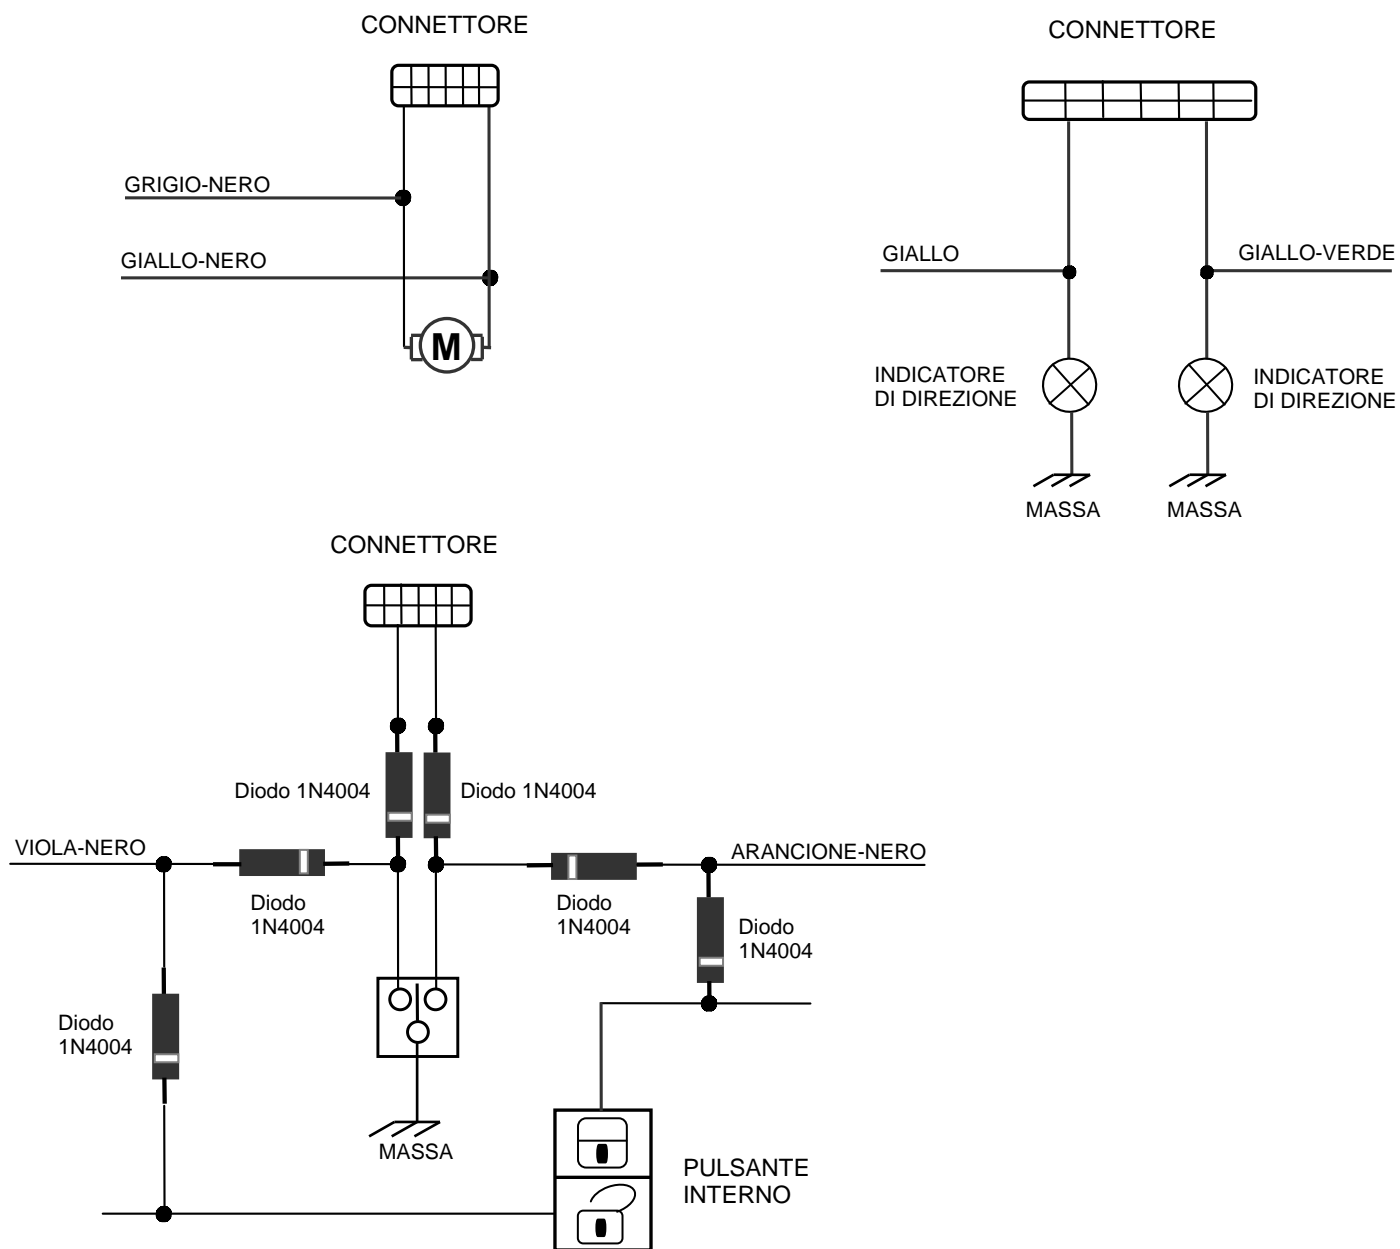 CONNETTORE
CONNETTORE
GRIGIO-NERO
GIALLO-NERO
GIALLO
GIALLO-VERDE
M
INDICATORE
DI DIREZIONE
INDICATORE
DI DIREZIONE
MASSA
MASSA
CONNETTORE
Diodo 1N4004
Diodo 1N4004
VIOLA-NERO
ARANCIONE-NERO
Diodo
1N4004
Diodo
1N4004
Diodo
1N4004
Diodo
1N4004
MASSA
PULSANTE
INTERNO